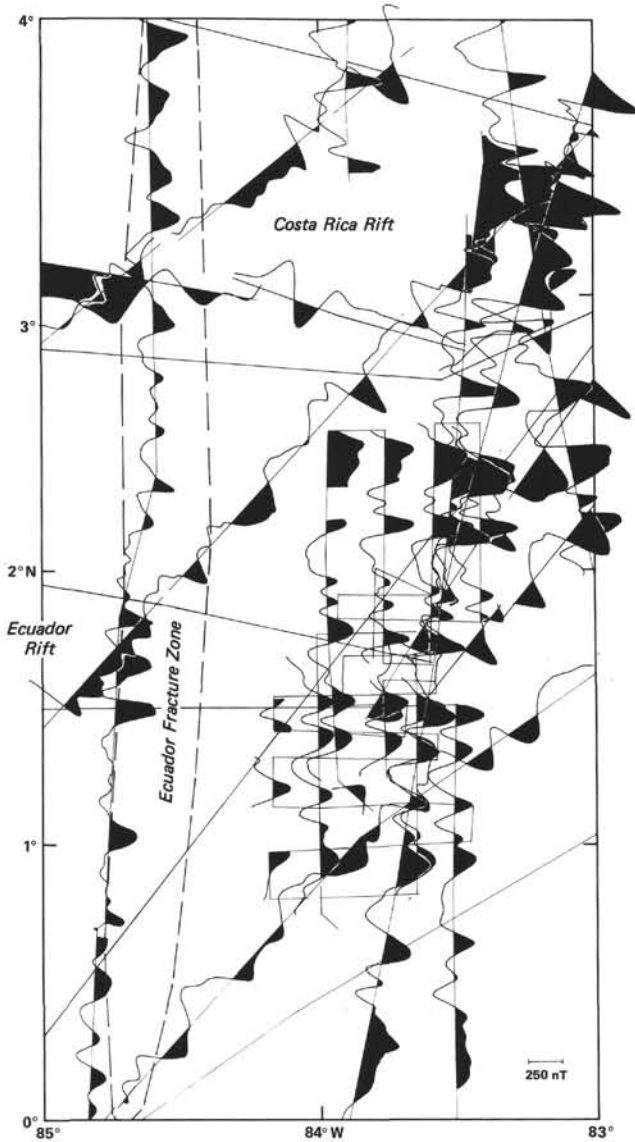 4°
Costa Rica Rift
3°
2°N
Ecuador
Rift
Ecuador Fracture Zone
1°
250 nT
0°
85°
84°W
83°